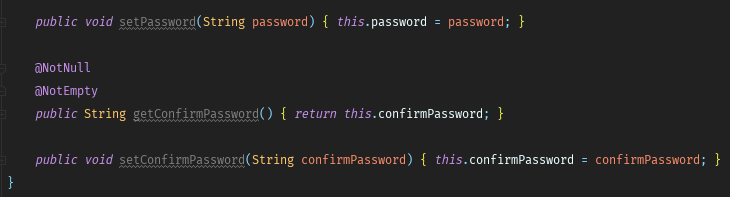 public void setPassword(String password) { this.password = password; }
@NotNull
@NotEmpty
public String getConfirmPassword() { return this.confirmPassword; }
public void setConfirmPassword(String confirmPassword) { this.confirmPassword = confirmPassword; }
}